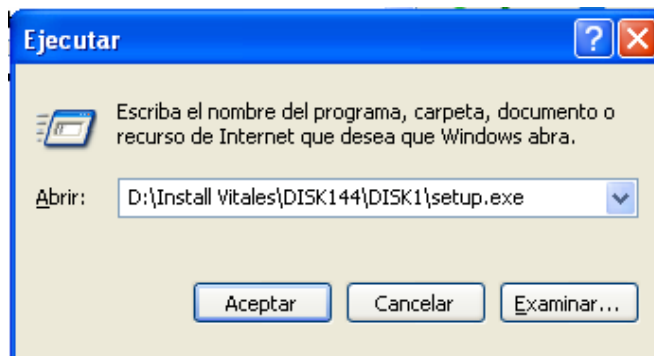 Ejecutar
Escriba el nombre del programa, carpeta, documento o
recurso de Internet que desea que Windows abra.
Abrir: D:\Install Vitales\DISK144\DISK1\setup.exe
Aceptar Cancelar Examinar...